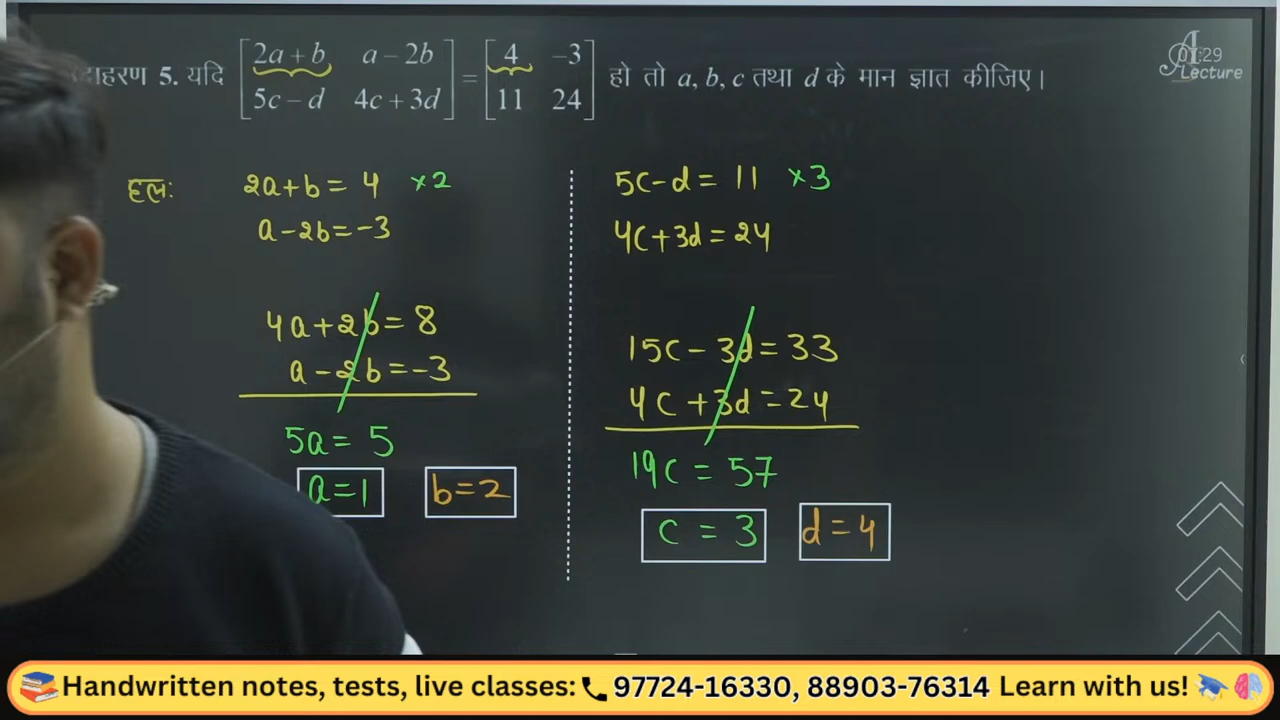 उदाहरण 5. यदि [2a + b a – 2b 5c – d 4c + 3d] = [4 –3 11 24] हो तो a, b, c तथा d के मान ज्ञात कीजिए।
01:29
Lecture
हलः
2a+b = 4 ×2
a-2b=-3
4a+2b=8
a-2b=-3
5a=5
a=1 b=2
5c-d=11 ×3
4c+3d=24
15c-3d=33
4c+3d=24
19c=57
c=3 d=4
Handwritten notes, tests, live classes: 97724-16330, 88903-76314 Learn with us!